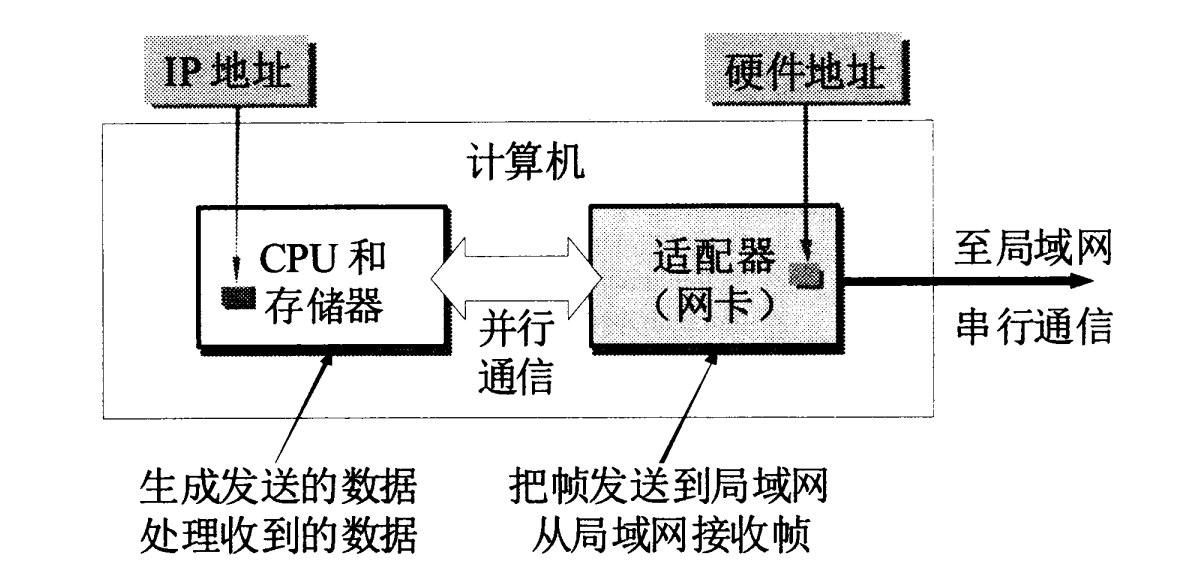 IP 地址
硬件地址
计算机
CPU 和
存储器
适配器
（网卡）
并行
通信
至局域网
串行通信
生成发送的数据
处理收到的数据
把帧发送到局域网
从局域网接收帧